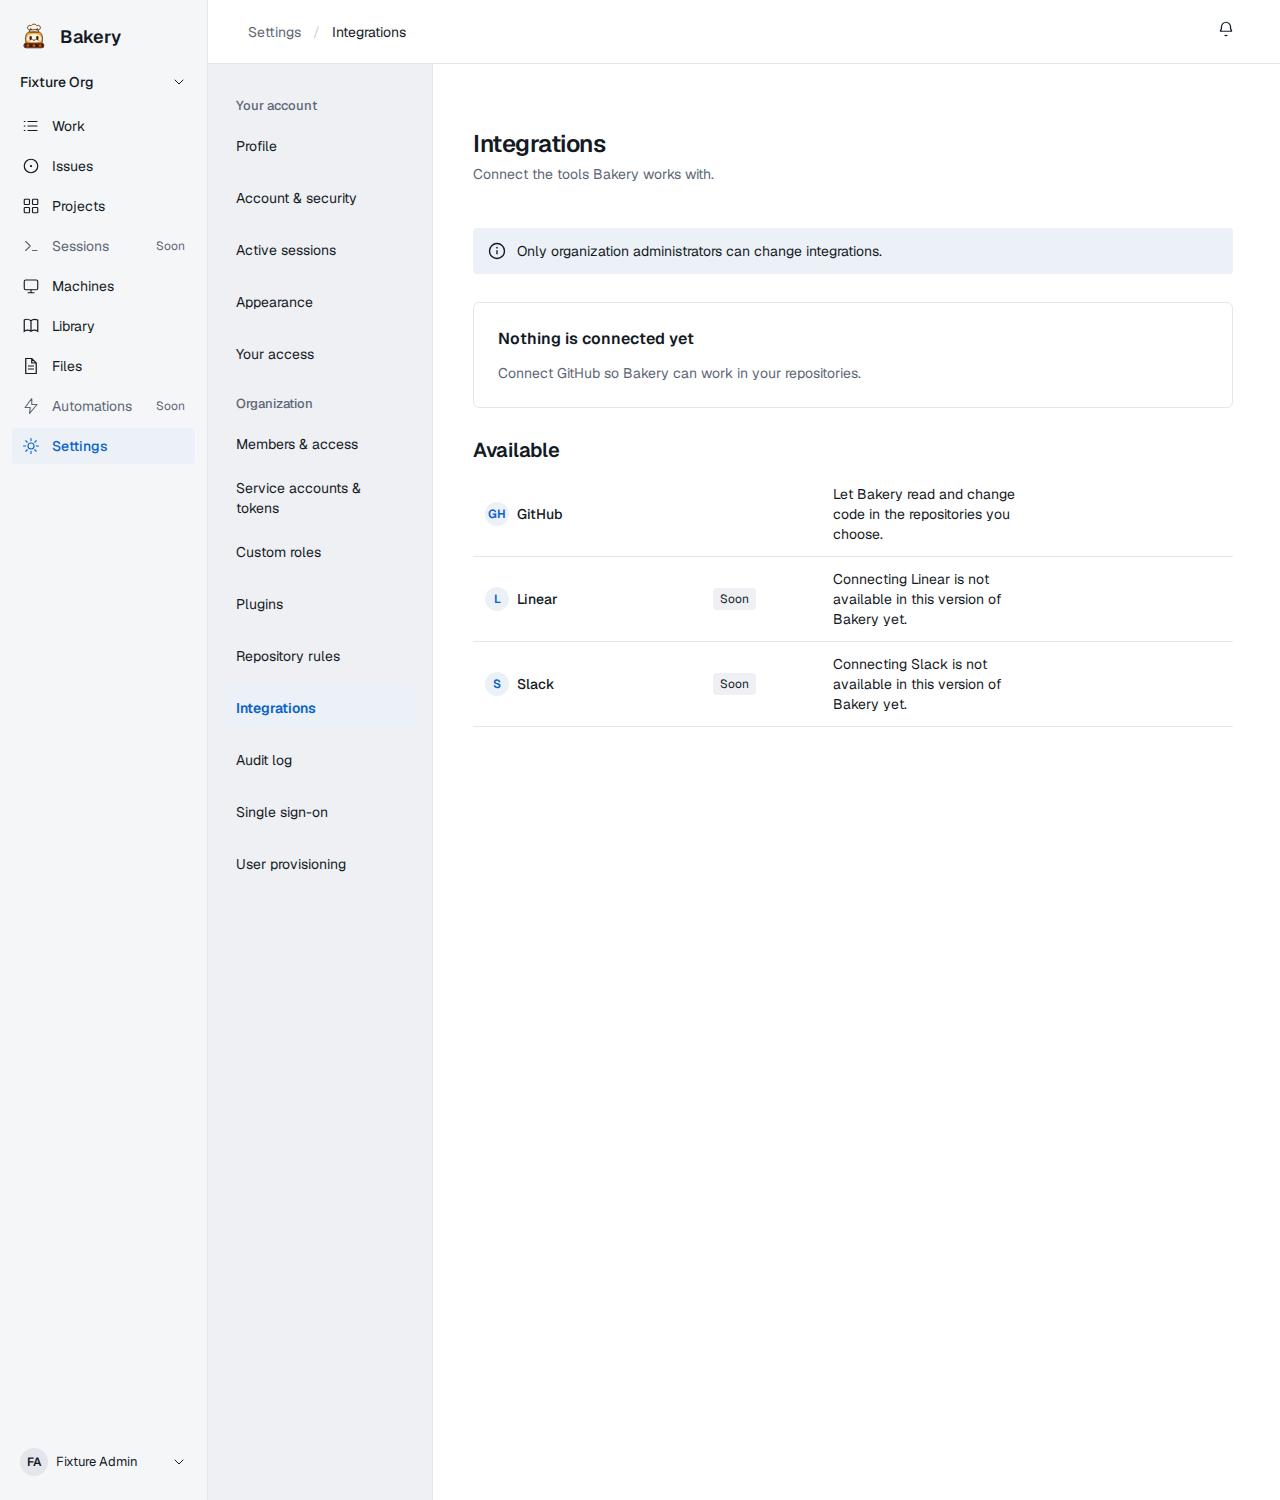 Bakery
Fixture Org
Work
Issues
Projects
Sessions Soon
Machines
Library
Files
Automations Soon
Settings
FA Fixture Admin
Settings / Integrations
Your account
Profile
Account & security
Active sessions
Appearance
Your access
Organization
Members & access
Service accounts &
tokens
Custom roles
Plugins
Repository rules
Integrations
Audit log
Single sign-on
User provisioning
Integrations
Connect the tools Bakery works with.
Only organization administrators can change integrations.
Nothing is connected yet
Connect GitHub so Bakery can work in your repositories.
Available
GH GitHub
Let Bakery read and change
code in the repositories you
choose.
L Linear
Soon
Connecting Linear is not
available in this version of
Bakery yet.
S Slack
Soon
Connecting Slack is not
available in this version of
Bakery yet.